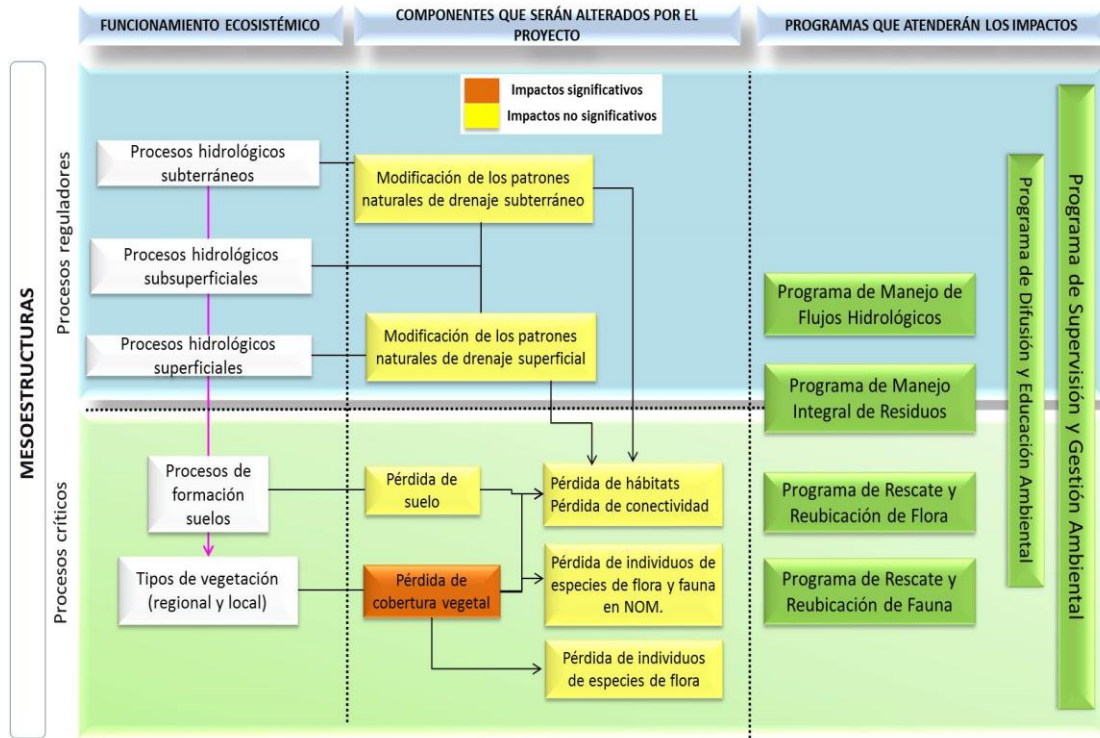 FUNCIONAMIENTO ECOSISTÉMICO
COMPONENTES QUE SERÁN ALTERADOS POR EL
PROYECTO
PROGRAMAS QUE ATENDERÁN LOS IMPACTOS
MESOESTRUCTURAS
Procesos reguladores
Procesos críticos
Impactos significativos
Impactos no significativos
Procesos hidrológicos
subterráneos
Procesos hidrológicos
subsuperficiales
Procesos hidrológicos
superficiales
Procesos de
formación
suelos
Tipos de vegetación
(regional y local)
Modificación de los patrones
naturales de drenaje subterráneo
Modificación de los patrones
naturales de drenaje superficial
Pérdida de
suelo
Pérdida de
cobertura vegetal
Pérdida de hábitats
Pérdida de conectividad
Pérdida de individuos de
especies de flora y fauna
en NOM.
Pérdida de individuos
de especies de flora
Programa de Manejo de
Flujos Hidrológicos
Programa de Manejo
Integral de Residuos
Programa de Rescate y
Reubicación de Flora
Programa de Rescate y
Reubicación de Fauna
Programa de Difusión y Educación Ambiental
Programa de Supervisión y Gestión Ambiental